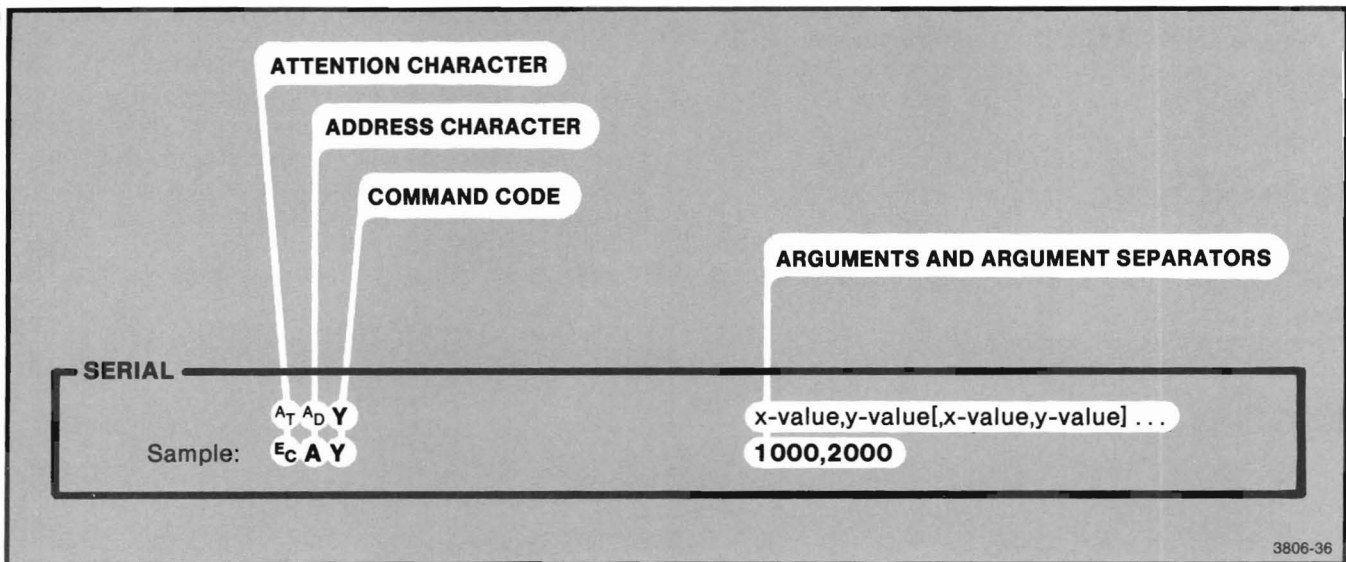 ATTENTION CHARACTER
ADDRESS CHARACTER
COMMAND CODE
ARGUMENTS AND ARGUMENT SEPARATORS
SERIAL
AT AD Y x-value,y-value[,x-value,y-value] . . .
Sample: EC A Y 1000,2000
3806-36